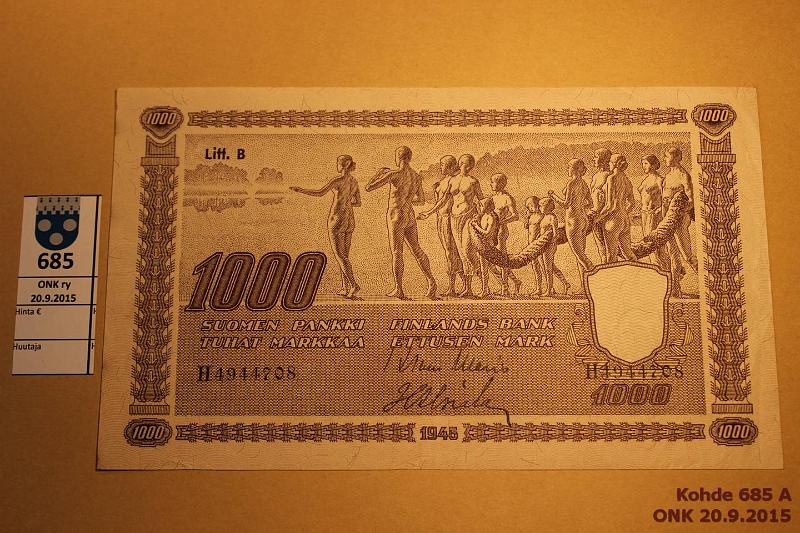 1000 1000
Litt. B
1000
SUOMEN PANKKI FINLANDS BANK
TUHAT MARKKAA ETTUSEN MARK
H4944708 H4944708
1000
1000 1945 1000
685
ONK ry
20.9.2015
Hinta € H
Huutaja H
Kohde 685 A
ONK 20.9.2015